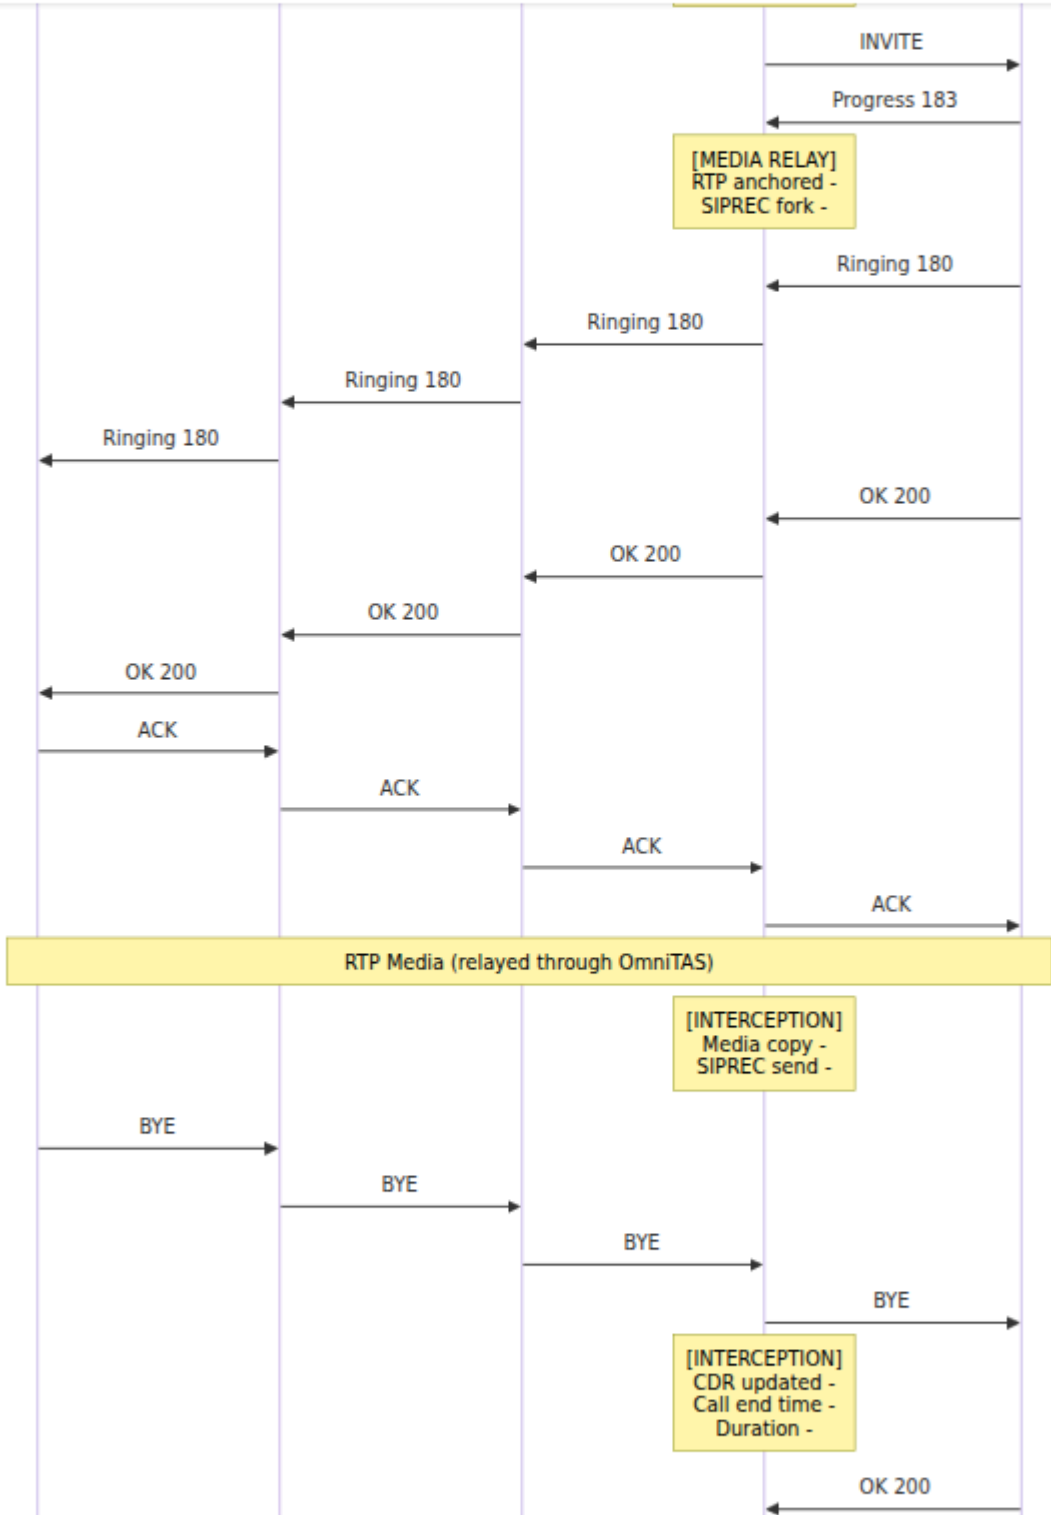 INVITE
Progress 183
[MEDIA RELAY]
RTP anchored -
SIPREC fork -
Ringing 180
Ringing 180
Ringing 180
Ringing 180
OK 200
OK 200
OK 200
OK 200
ACK
ACK
ACK
ACK
RTP Media (relayed through OmniTAS)
[INTERCEPTION]
Media copy -
SIPREC send -
BYE
BYE
BYE
BYE
[INTERCEPTION]
CDR updated -
Call end time -
Duration -
OK 200